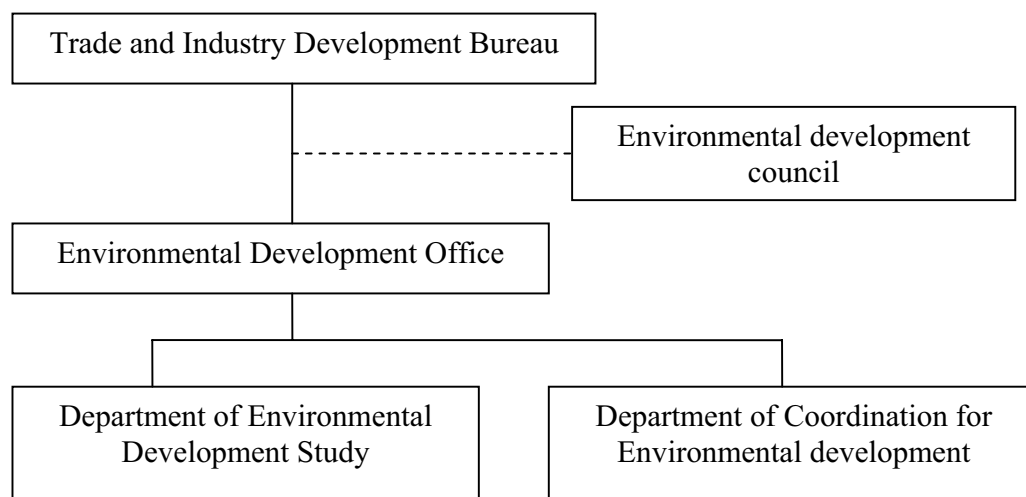 Trade and Industry Development Bureau
Environmental development
council
Environmental Development Office
Department of Environmental
Development Study
Department of Coordination for
Environmental development